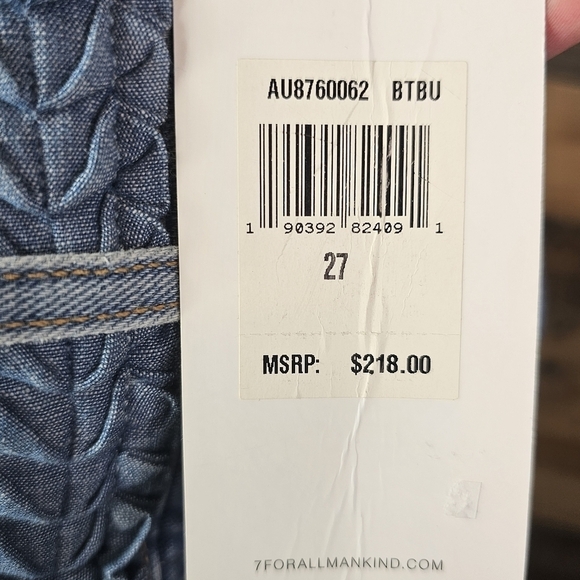 AU8760062 BTBU
1 90392 82409 1
27
MSRP: $218.00
7FORALLMANKIND.COM